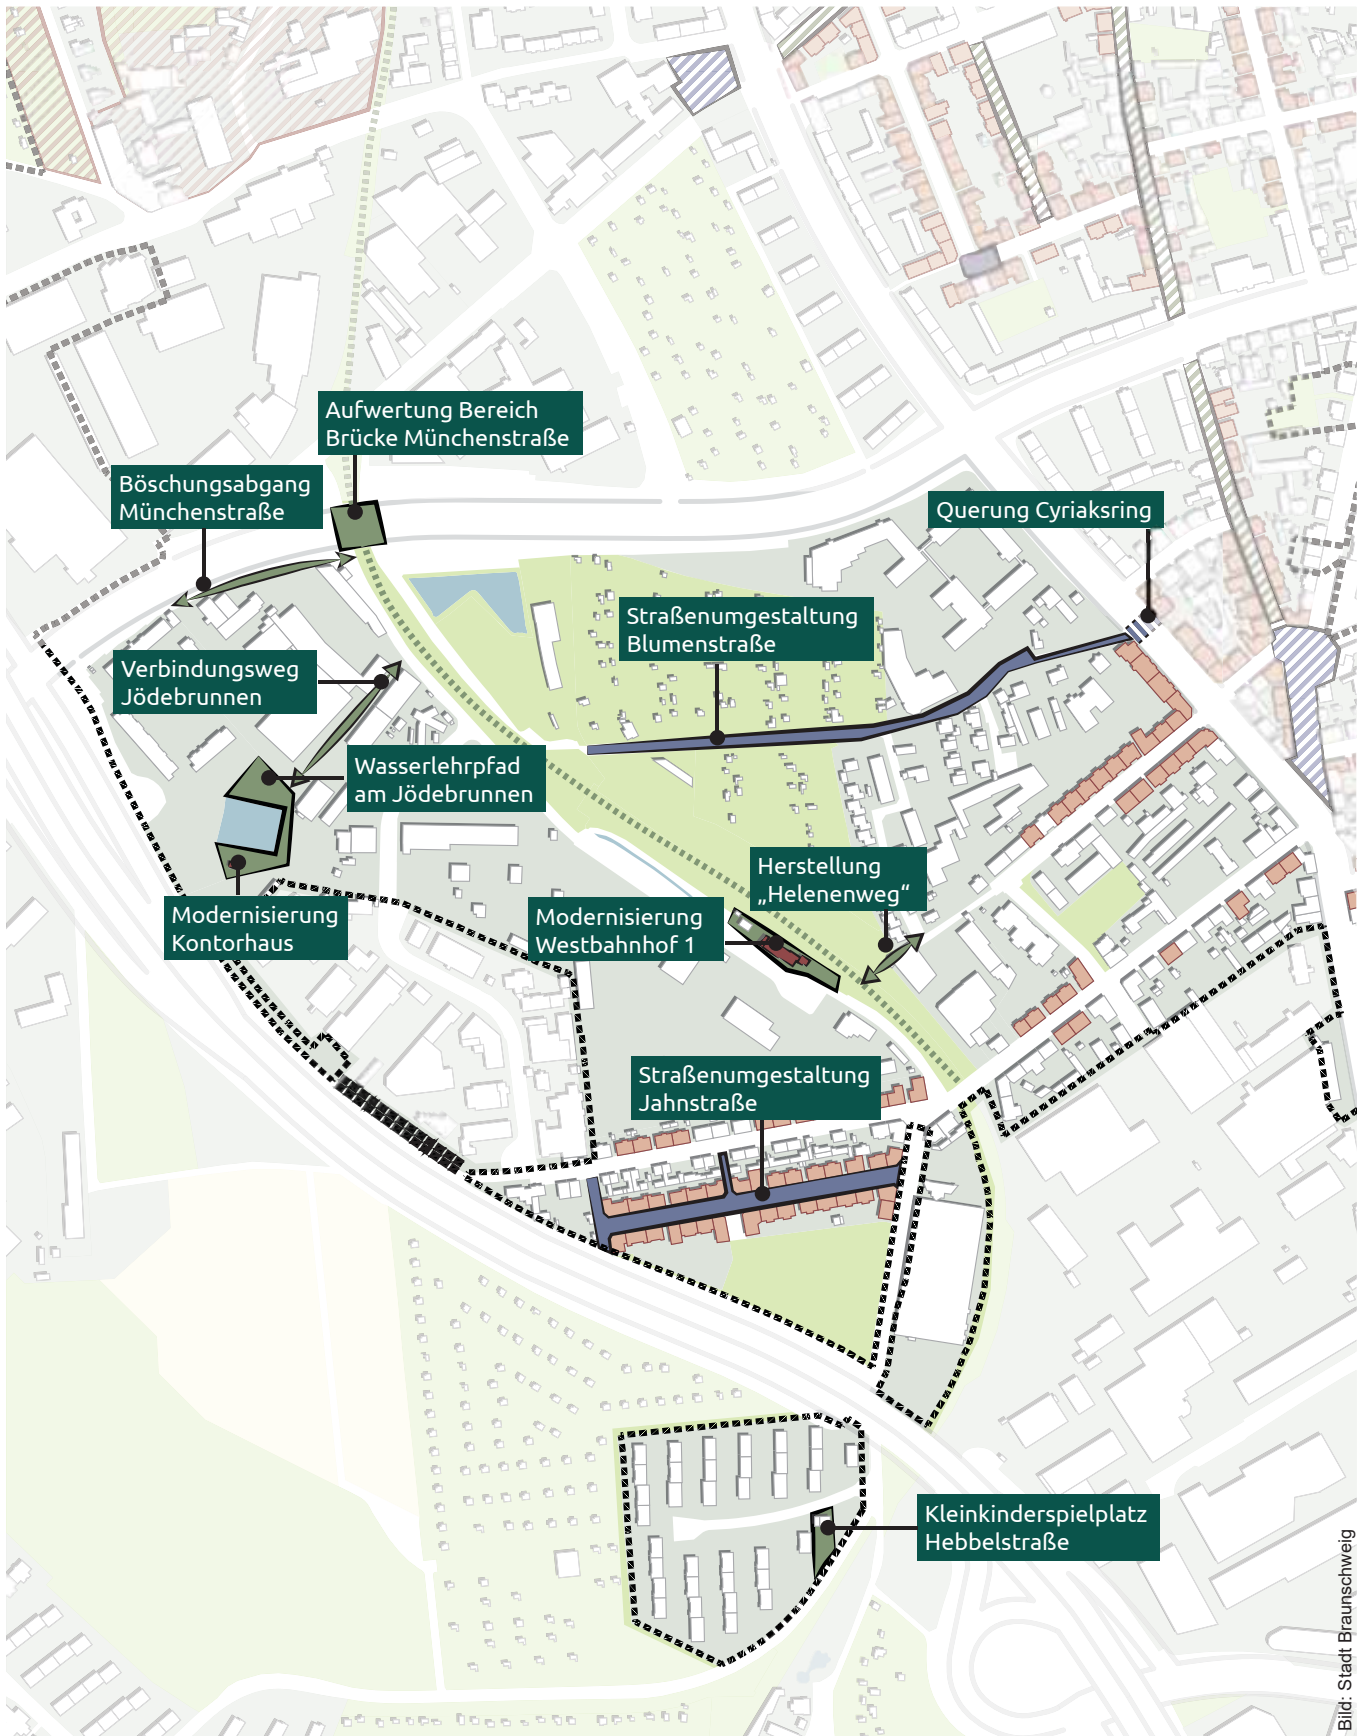 Aufwertung Bereich
Brücke Münchenstraße
Böschungsabgang
Münchenstraße
Querung Cyriaksring
Straßenumgestaltung
Blumenstraße
Verbindungsweg
Jödebrunnen
Wasserlehrpfad
am Jödebrunnen
Herstellung
„Helenenweg“
Modernisierung
Kontorhaus
Modernisierung
Westbahnhof 1
Straßenumgestaltung
Jahnstraße
Kleinkinderspielplatz
Hebbelstraße
Bild: Stadt Braunschweig